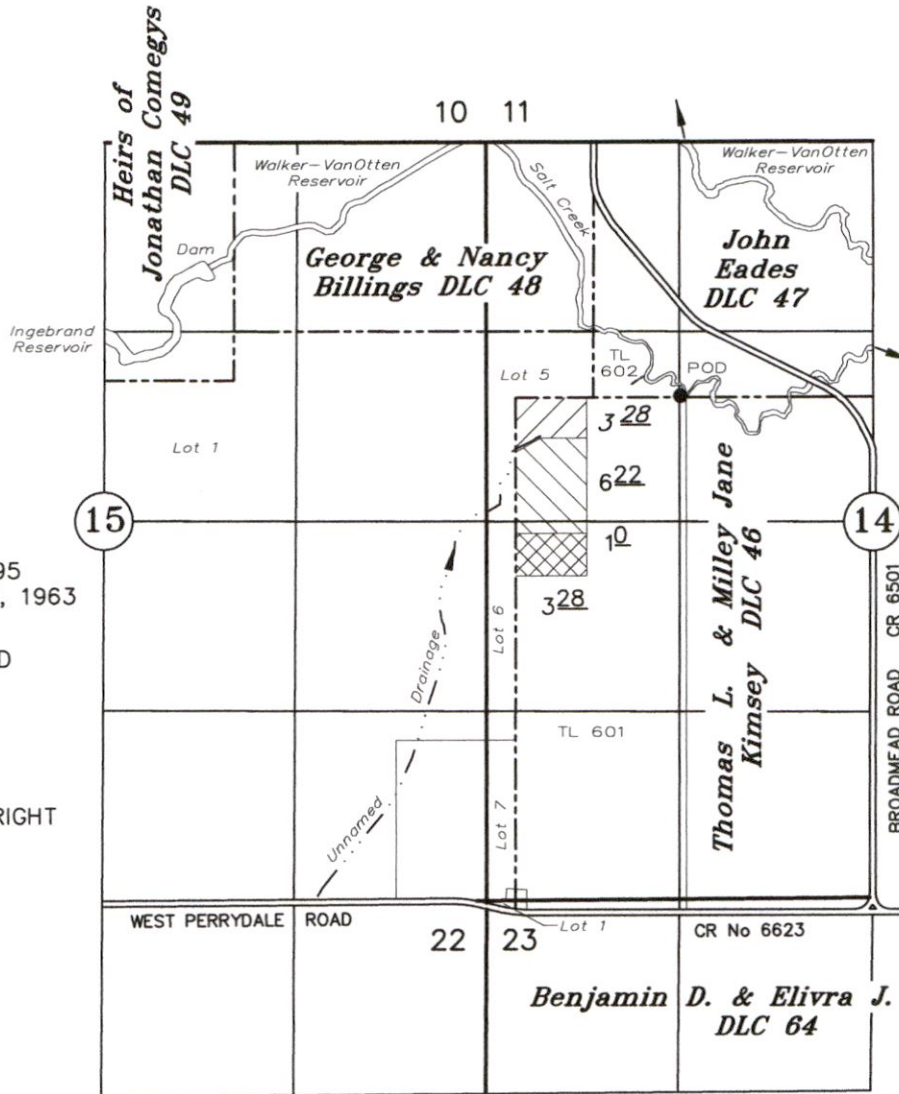 Heirs of
Jonathan Comegys
DLC 49
10 11
Walker-VanOtten
Reservoir
Salt Creek
Walker-VanOtten
Reservoir
Dam
George & Nancy
Billings DLC 48
John
Eades
DLC 47
Ingebrand
Reservoir
TL
602
POD
Lot 5
3 28
Lot 1
6 22
15
14
1 0
95
, 1963
3 28
D
Lot 6
Thomas L. & Milley Jane
Kimsey DLC 46
BROADMEAD ROAD CR 6501
Drainage
TL 601
RIGHT
Lot 7
Unnamed
WEST PERRYDALE ROAD
Lot 1
CR No 6623
22 23
Benjamin D. & Elivra J.
DLC 64